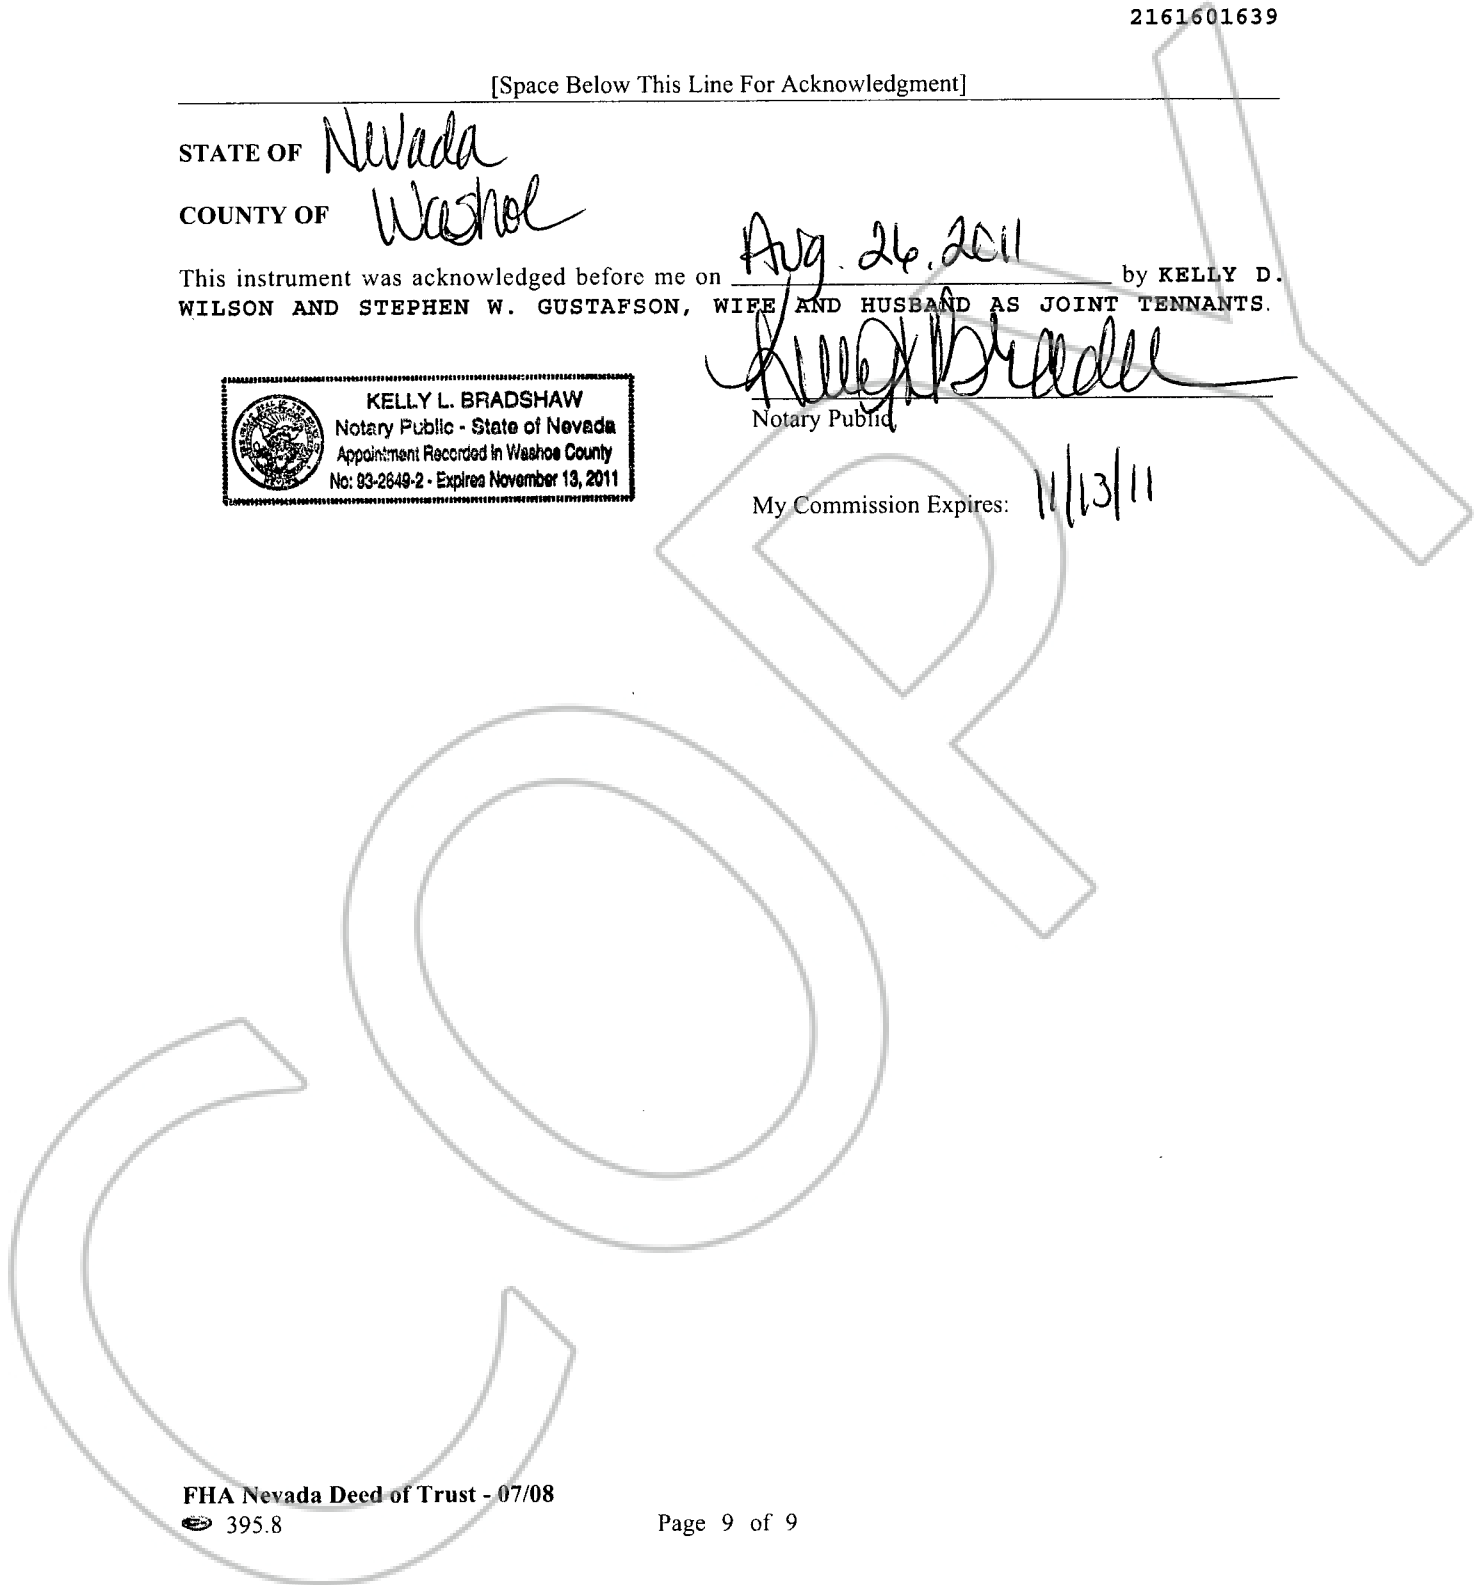 2161601639
[Space Below This Line For Acknowledgment]
STATE OF Nevada
COUNTY OF Washoe
This instrument was acknowledged before me on Aug. 26, 2011 by KELLY D.
WILSON AND STEPHEN W. GUSTAFSON, WIFE AND HUSBAND AS JOINT TENNANTS.
KELLY L. BRADSHAW
Notary Public - State of Nevada
Appointment Recorded in Washoe County
No: 93-2649-2 - Expires November 13, 2011
Notary Public
My Commission Expires: 11/13/11
COPY
FHA Nevada Deed of Trust - 07/08
395.8
Page 9 of 9